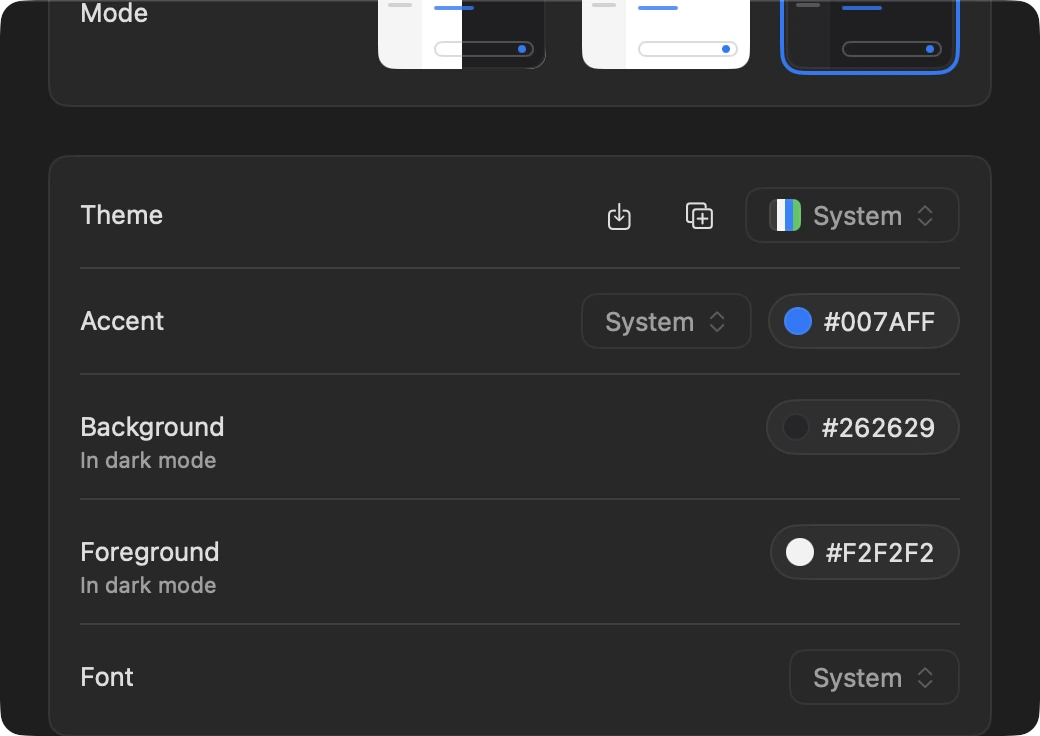 Mode
Theme
System
Accent
System
#007AFF
Background
#262629
In dark mode
Foreground
#F2F2F2
In dark mode
Font
System